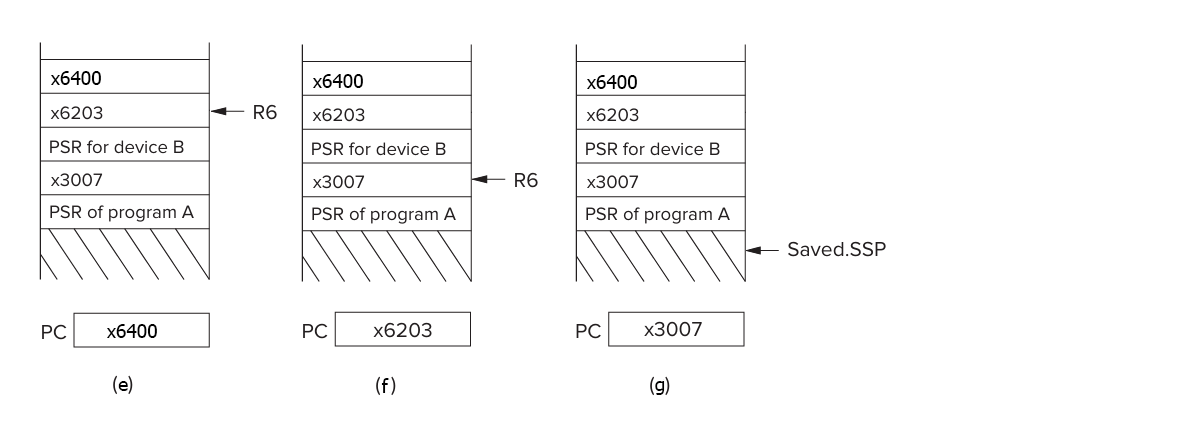 x6400
x6203
R6
PSR for device B
x3007
PSR of program A
PC x6400
(e)
x6400
x6203
PSR for device B
x3007
R6
PSR of program A
PC x6203
(f)
x6400
x6203
PSR for device B
x3007
PSR of program A
Saved.SSP
PC x3007
(g)